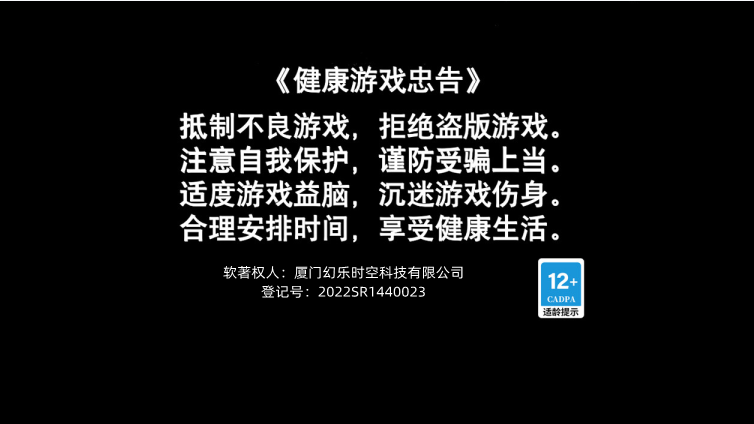 《健康游戏忠告》
抵制不良游戏，拒绝盗版游戏。
注意自我保护，谨防受骗上当。
适度游戏益脑，沉迷游戏伤身。
合理安排时间，享受健康生活。
软著权人：厦门幻乐时空科技有限公司
登记号：2022SR1440023
12+
CADPA
适龄提示